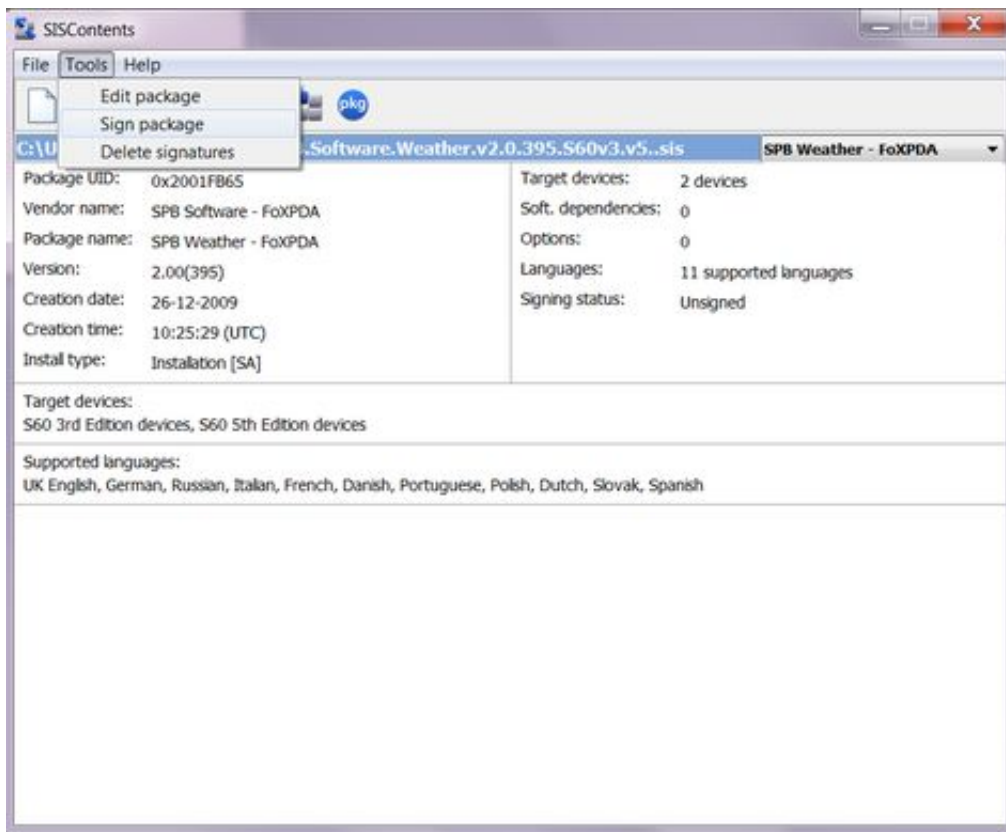 SISContents
File Tools Help
Edit package
Sign package
Delete signatures
pkg
C:\U .Software.Weather.v2.0.395.S60v3.v5..sis SPB Weather - FoXPDA
Package UID: 0x2001FB65 Target devices: 2 devices
Vendor name: SPB Software - FoXPDA Soft. dependencies: 0
Package name: SPB Weather - FoXPDA Options: 0
Version: 2.00(395) Languages: 11 supported languages
Creation date: 26-12-2009 Signing status: Unsigned
Creation time: 10:25:29 (UTC)
Install type: Installation [SA]
Target devices:
S60 3rd Edition devices, S60 5th Edition devices
Supported languages:
UK English, German, Russian, Italian, French, Danish, Portuguese, Polish, Dutch, Slovak, Spanish